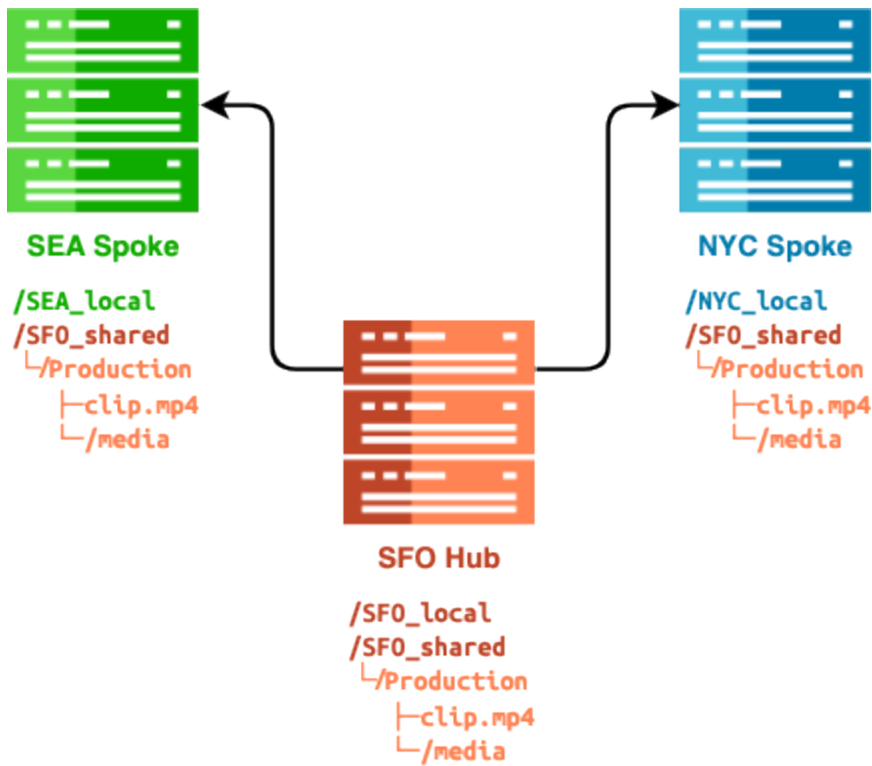 SEA Spoke
/SEA_local
/SFO_shared
└─/Production
├─clip.mp4
└─/media
NYC Spoke
/NYC_local
/SFO_shared
└─/Production
├─clip.mp4
└─/media
SFO Hub
/SFO_local
/SFO_shared
└─/Production
├─clip.mp4
└─/media